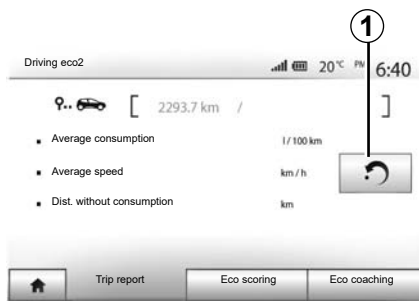 1
Driving eco2 20°C PM 6:40
[ 2293.7 km / ]
Average consumption l/100 km
Average speed km/h
Dist. without consumption km
Trip report Eco scoring Eco coaching